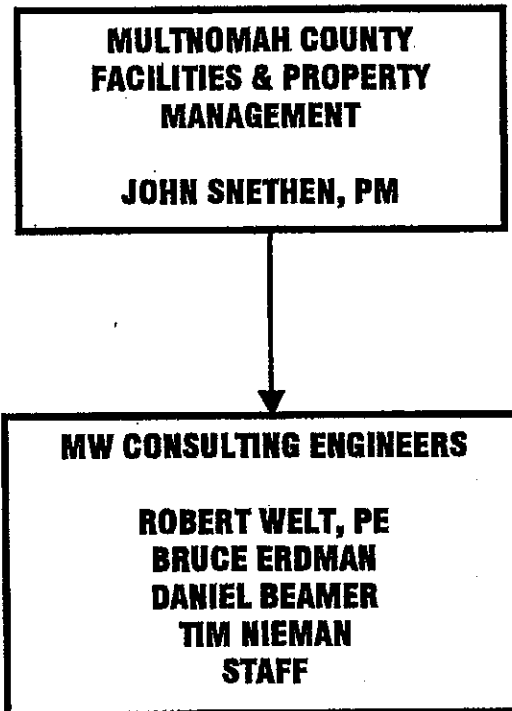 MULTNOMAH COUNTY
FACILITIES & PROPERTY
MANAGEMENT
JOHN SNETHEN, PM
MW CONSULTING ENGINEERS
ROBERT WELT, PE
BRUCE ERDMAN
DANIEL BEAMER
TIM NIEMAN
STAFF